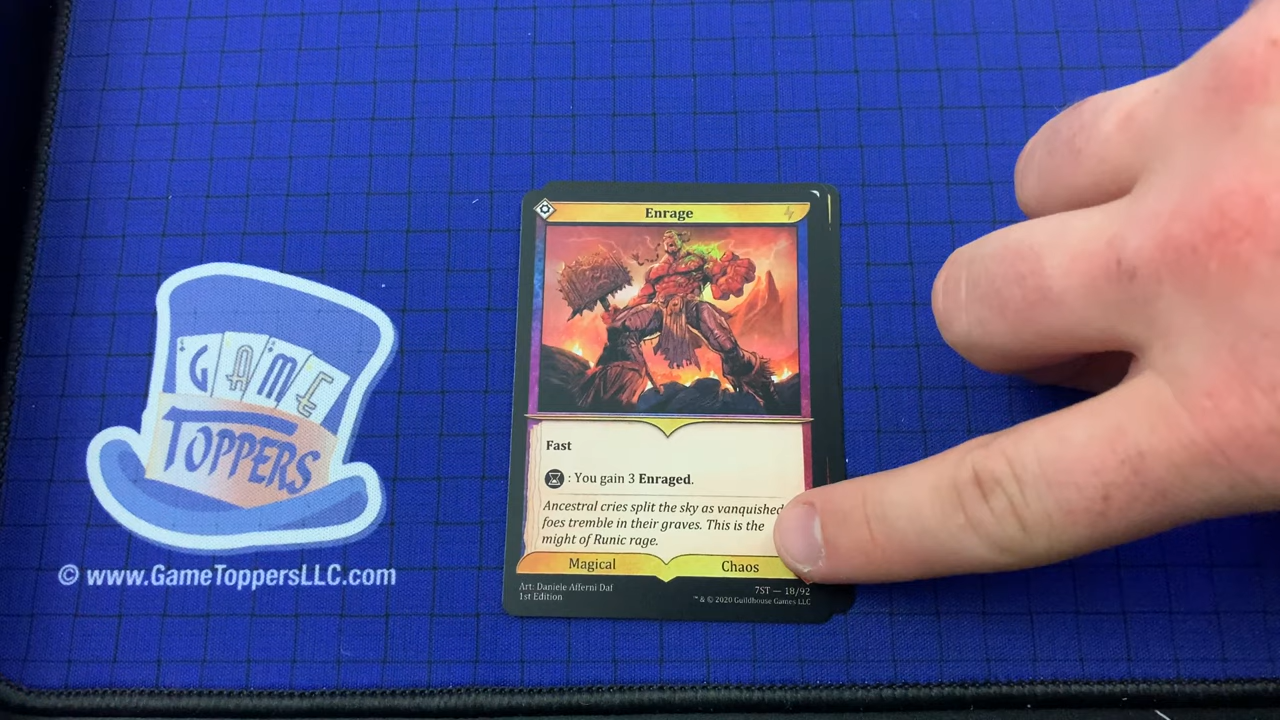 Enrage
Fast
: You gain 3 Enraged.
Ancestral cries split the sky as vanquished
foes tremble in their graves. This is the
might of Runic rage.
Magical
Chaos
Art: Daniele Afferni Daf
1st Edition
7ST — 18/92
™ & © 2020 Guildhouse Games LLC
GAME
TOPPERS
© www.GameToppersLLC.com